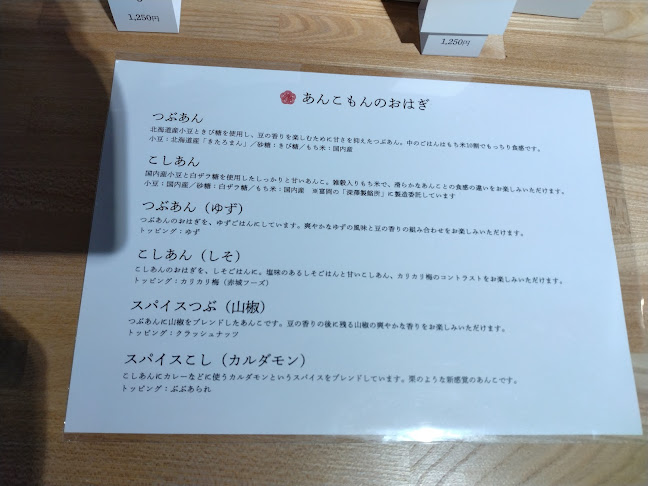 1,250円
1,250円
あんこもんのおはぎ
つぶあん
北海道産小豆ときび糖を使用し、豆の香りを楽しむために甘さを抑えたつぶあん。中のごはんはもち米10割でもっちり食感です。
小豆：北海道産「きたろまん」／砂糖：きび糖／もち米：国内産
こしあん
国内産小豆と白ザラ糖を使用したしっかりと甘いあんこ。雑穀入りもち米で、滑らかなあんことの食感の違いをお楽しみいただけます。
小豆：国内産／砂糖：白ザラ糖／もち米：国内産　※富岡の「深澤製餡所」に製造委託しています
つぶあん（ゆず）
つぶあんのおはぎを、ゆずごはんにしています。爽やかなゆずの風味と豆の香りの組み合わせをお楽しみいただけます。
トッピング：ゆず
こしあん（しそ）
こしあんのおはぎを、しそごはんに。塩味のあるしそごはんと甘いこしあん、カリカリ梅のコントラストをお楽しみいただけます。
トッピング：カリカリ梅（赤城フーズ）
スパイスつぶ（山椒）
つぶあんに山椒をブレンドしたあんこです。豆の香りの後に残る山椒の爽やかな香りをお楽しみいただけます。
トッピング：クラッシュナッツ
スパイスこし（カルダモン）
こしあんにカレーなどに使うカルダモンというスパイスをブレンドしています。栗のような新感覚のあんこです。
トッピング：ぶぶあられ